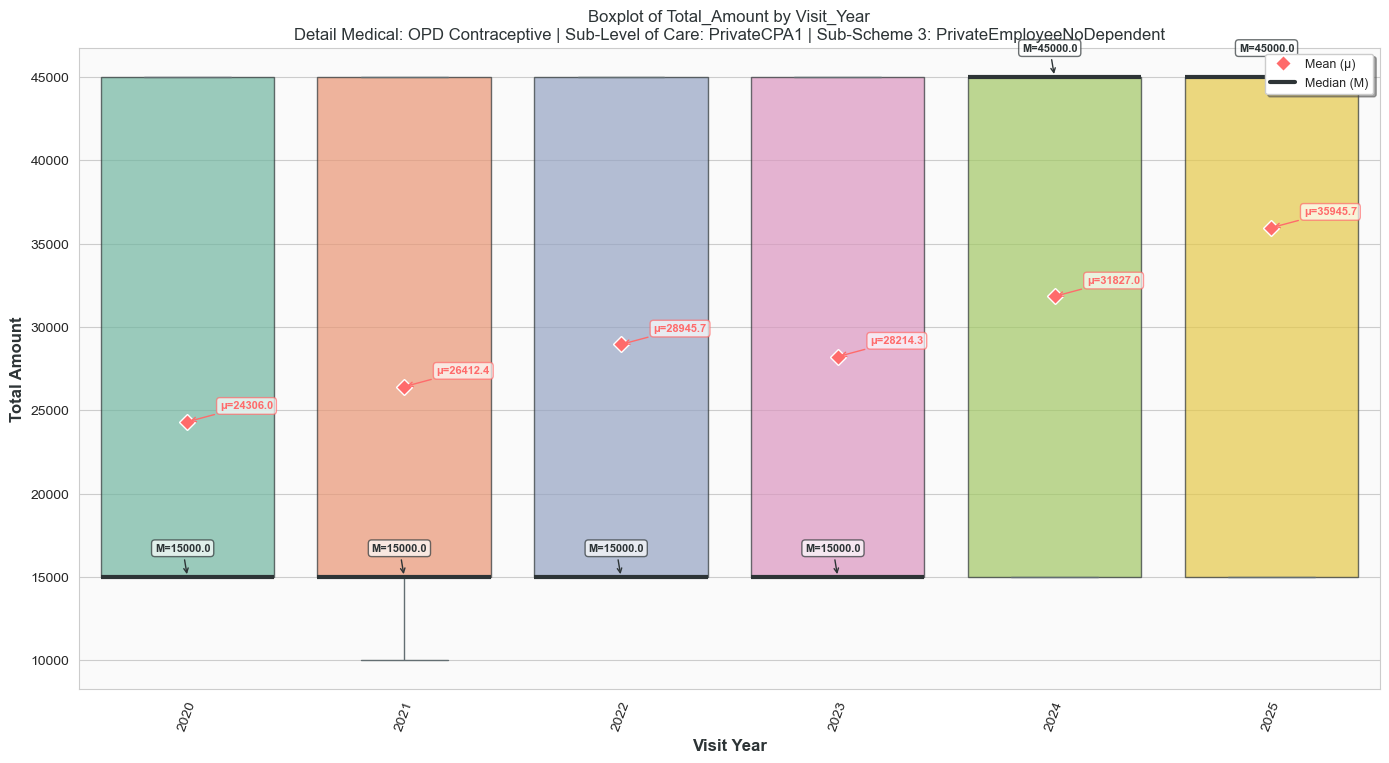 Boxplot of Total_Amount by Visit_Year
Detail Medical: OPD Contraceptive | Sub-Level of Care: PrivateCPA1 | Sub-Scheme 3: PrivateEmployeeNoDependent
M=45000.0
M=45000.0
Mean (μ)
Median (M)
45000
40000
35000
30000
25000
20000
15000
10000
Total Amount
μ=24306.0
μ=26412.4
μ=28945.7
μ=28214.3
μ=31827.0
μ=35945.7
M=15000.0
M=15000.0
M=15000.0
M=15000.0
2020
2021
2022
2023
2024
2025
Visit Year